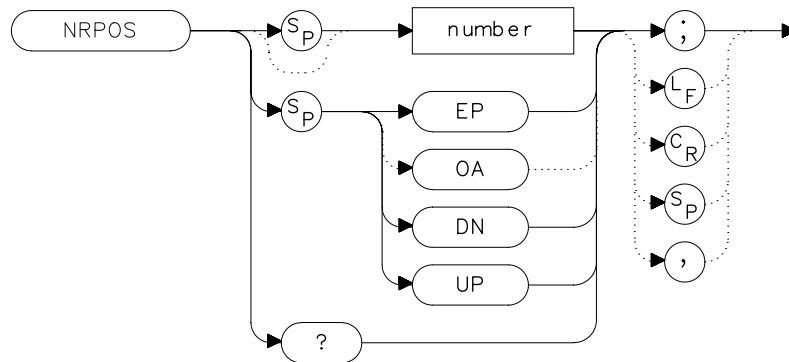 NRPOS
SP
number
;
SP
EP
LF
OA
CR
DN
SP
UP
,
?